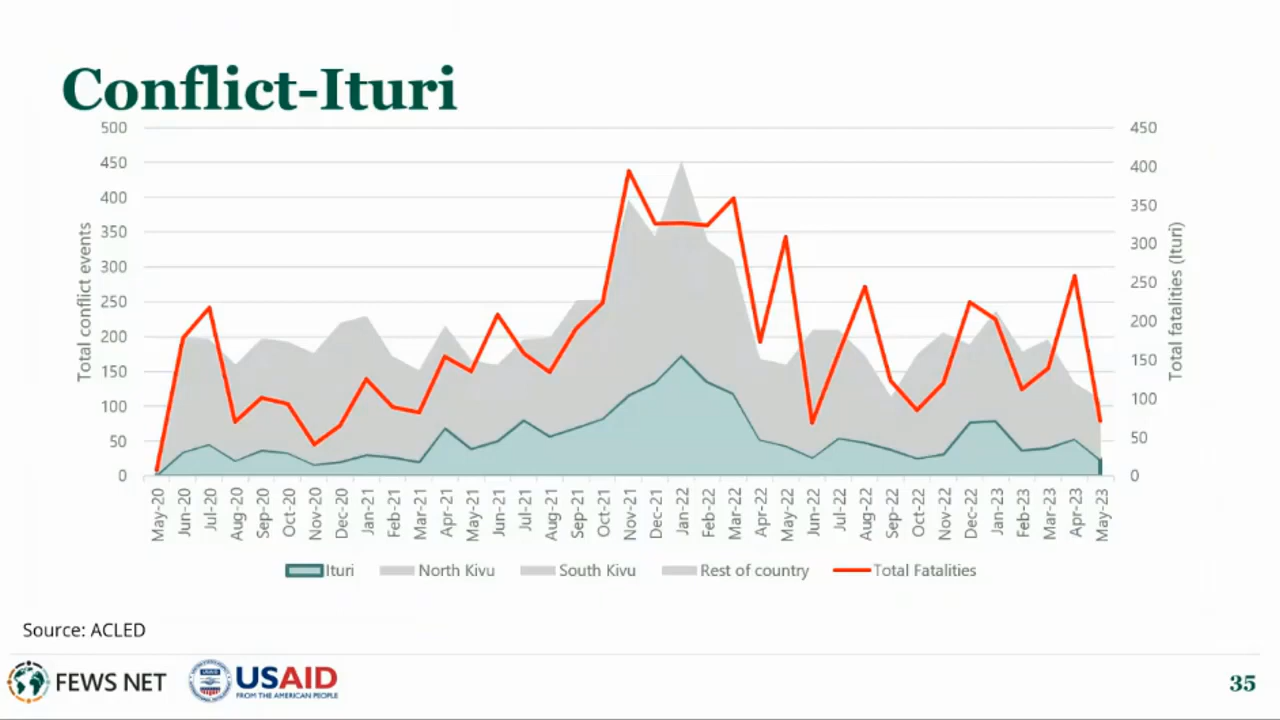 Conflict-Ituri
500
450
400
350
300
250
200
150
100
50
0
Total conflict events
450
400
350
300
250
200
150
100
50
0
Total fatalities (Ituri)
May-20
Jun-20
Jul-20
Aug-20
Sep-20
Oct-20
Nov-20
Dec-20
Jan-21
Feb-21
Mar-21
Apr-21
May-21
Jun-21
Jul-21
Aug-21
Sep-21
Oct-21
Nov-21
Dec-21
Jan-22
Feb-22
Mar-22
Apr-22
May-22
Jun-22
Jul-22
Aug-22
Sep-22
Oct-22
Nov-22
Dec-22
Jan-23
Feb-23
Mar-23
Apr-23
May-23
Ituri North Kivu South Kivu Rest of country Total Fatalities
Source: ACLED
FEWS NET USAID
FROM THE AMERICAN PEOPLE
35